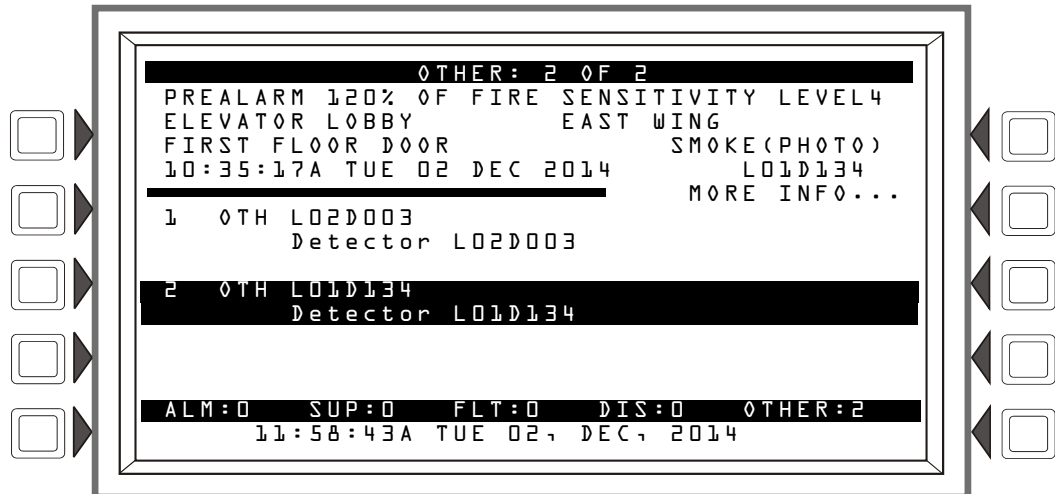 OTHER: 2 OF 2
PREALARM 120% OF FIRE SENSITIVITY LEVEL4
ELEVATOR LOBBY EAST WING
FIRST FLOOR DOOR SMOKE(PHOTO)
10:35:17A TUE 02 DEC 2014 L01D134
MORE INFO...
1 OTH L02D003
Detector L02D003
2 OTH L01D134
Detector L01D134
ALM:0 SUP:0 FLT:0 DIS:0 OTHER:2
11:58:43A TUE 02, DEC, 2014